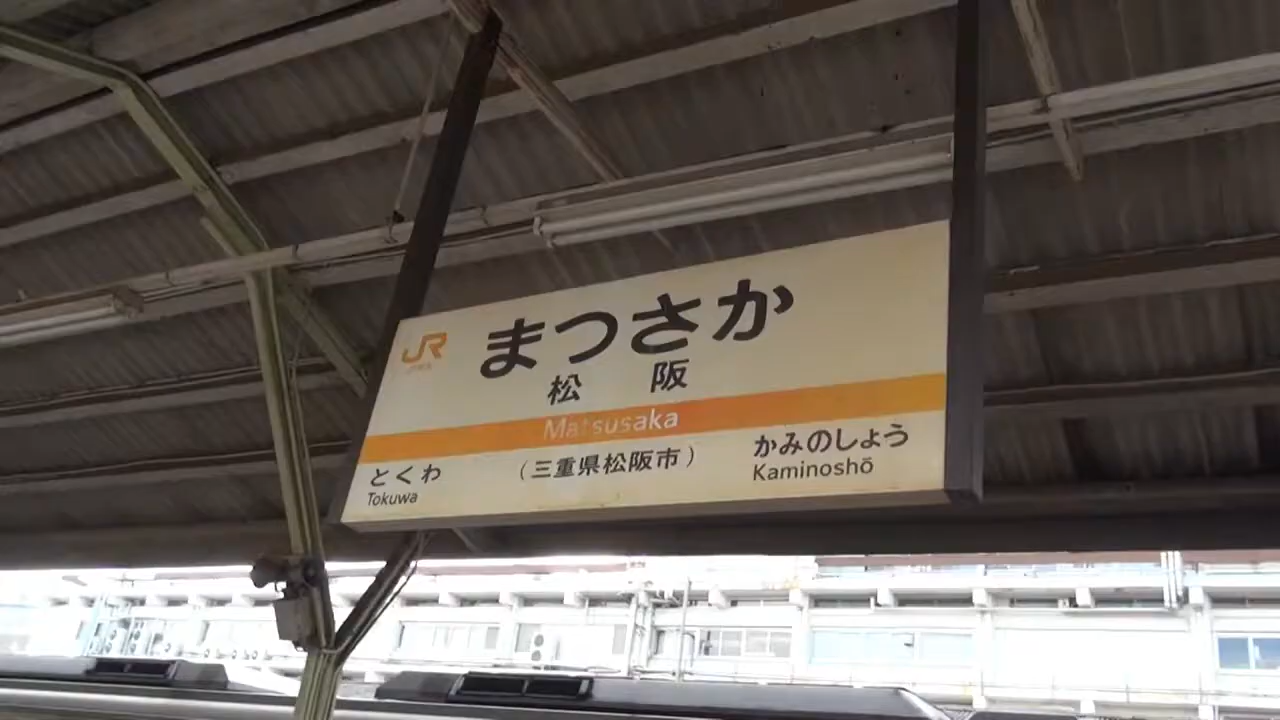 JR
まつさか
松 阪
Matsusaka
とくわ
Tokuwa
(三重県松阪市)
かみのしょう
Kaminoshō